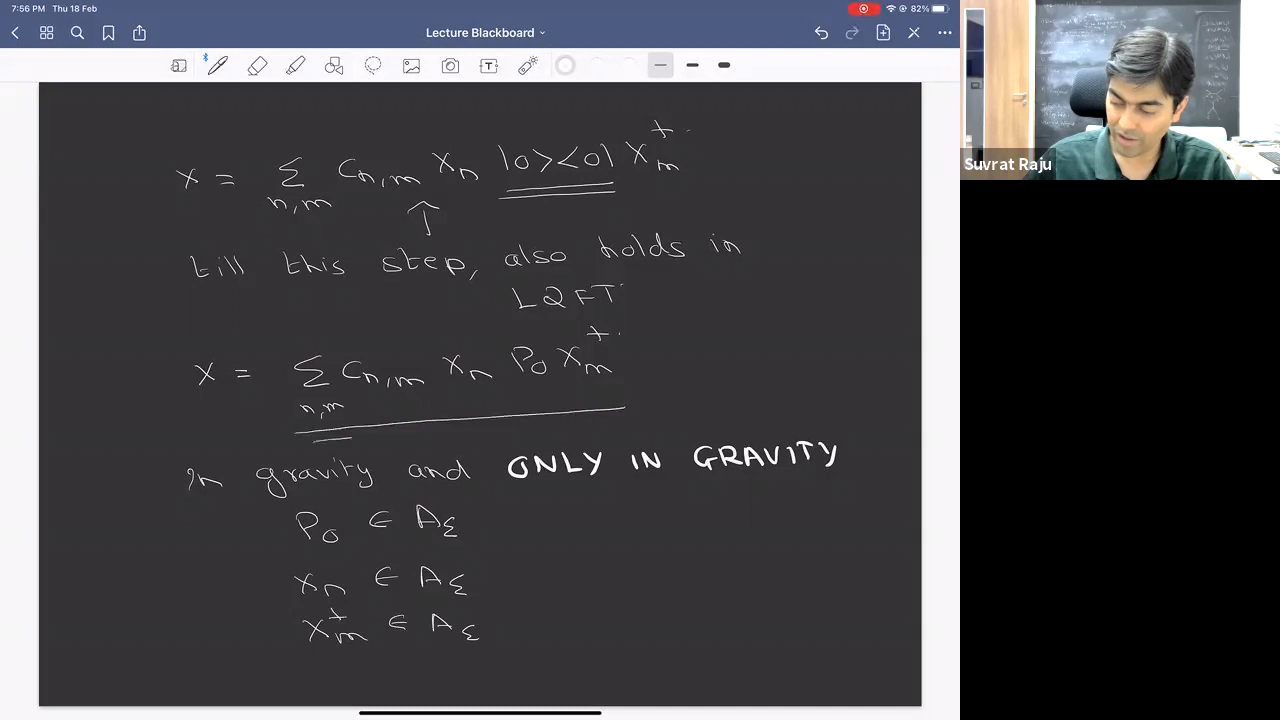 7:56 PM Thu 18 Feb
82%
Lecture Blackboard
Suvrat Raju
X = Σ_{n,m} C_{n,m} X_n |0><0| X_m^†.
↑
till this step, also holds in
LQFT.
X = Σ_{n,m} C_{n,m} X_n P_0 X_m^†.
In gravity and ONLY IN GRAVITY
P_0 ∈ A_ε
X_n ∈ A_ε
X_m^† ∈ A_ε